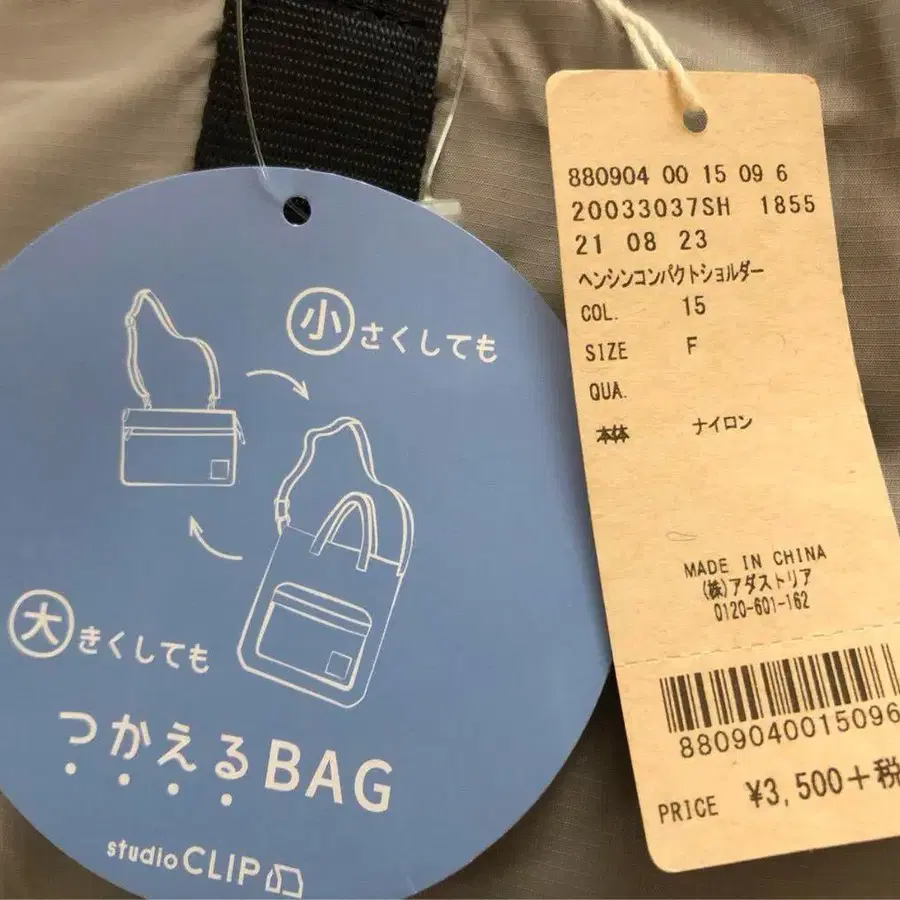 小さくしても
大きくしても
つかえるBAG
studio CLIP
880904 00 15 09 6
20033037SH 1855
21 08 23
ヘンシンコンパクトショルダー
COL. 15
SIZE F
QUA.
本体 ナイロン
MADE IN CHINA
(株)アダストリア
0120-601-162
8809040015096
PRICE ¥3,500+税